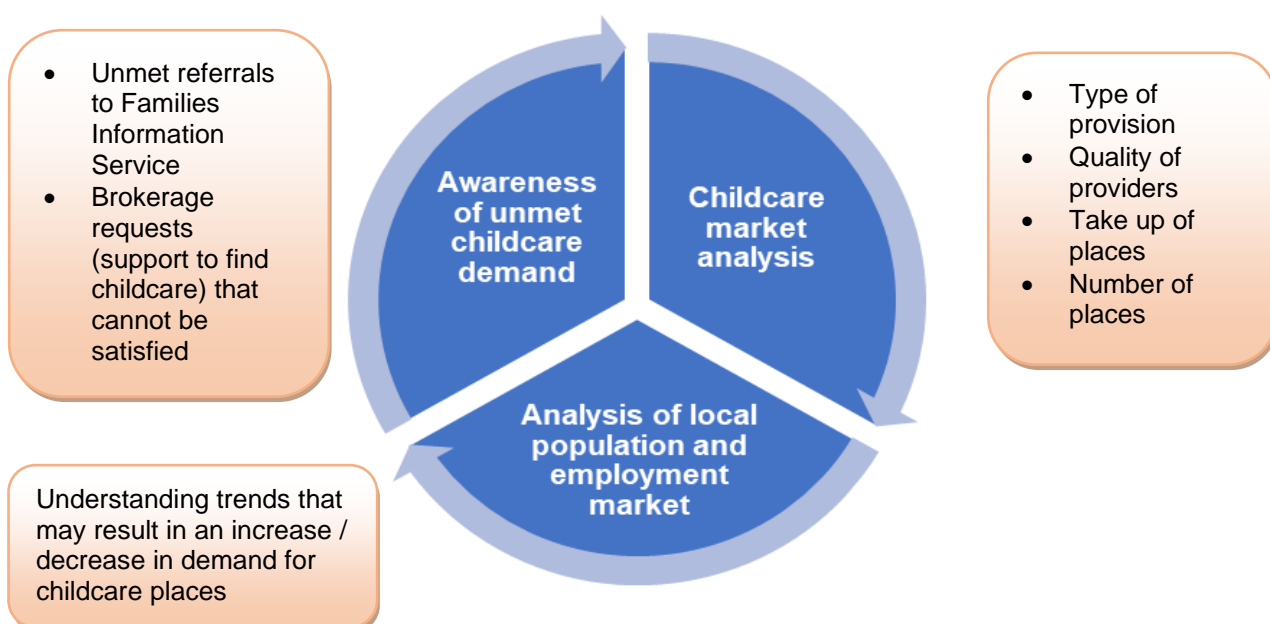 • Unmet referrals
to Families
Information
Service
• Brokerage
requests
(support to find
childcare) that
cannot be
satisfied
Awareness
of unmet
childcare
demand
Childcare
market
analysis
• Type of
provision
• Quality of
providers
• Take up of
places
• Number of
places
Analysis of local
population and
employment
market
Understanding trends that
may result in an increase /
decrease in demand for
childcare places